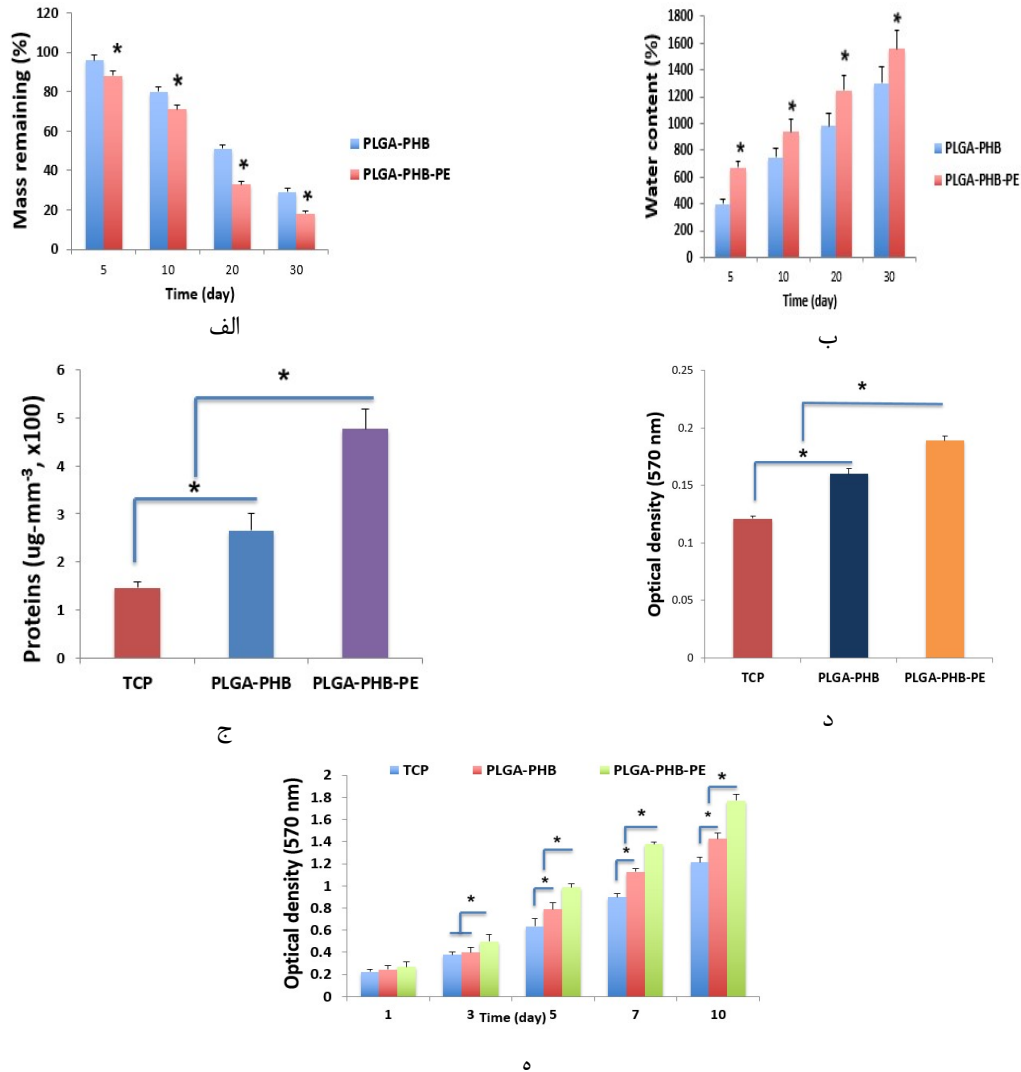 Mass remaining (%)
120
100
80
60
40
20
0
* * * *
5 10 20 30
Time (day)
PLGA-PHB
PLGA-PHB-PE
الف
Water content (%)
1800
1600
1400
1200
1000
800
600
400
200
0
* * * *
5 10 20 30
Time (day)
PLGA-PHB
PLGA-PHB-PE
ب
Proteins (ug-mm⁻³, x100)
6
5
4
3
2
1
0
*
*
TCP PLGA-PHB PLGA-PHB-PE
ج
Optical density (570 nm)
0.25
0.2
0.15
0.1
0.05
0
*
*
TCP PLGA-PHB PLGA-PHB-PE
د
TCP PLGA-PHB PLGA-PHB-PE
Optical density (570 nm)
2
1.8
1.6
1.4
1.2
1
0.8
0.6
0.4
0.2
0
* * * * * * *
1 3 5 7 10
Time (day)
ه